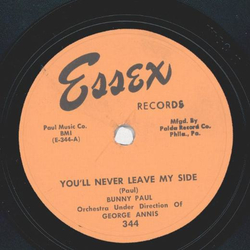 Essex
RECORDS
Paul Music Co.
BMI
(E-344-A)
Mfgd. By
Palda Record Co.
Phila., Pa.
YOU'LL NEVER LEAVE MY SIDE
(Paul)
BUNNY PAUL
Orchestra Under Direction Of
GEORGE ANNIS
344